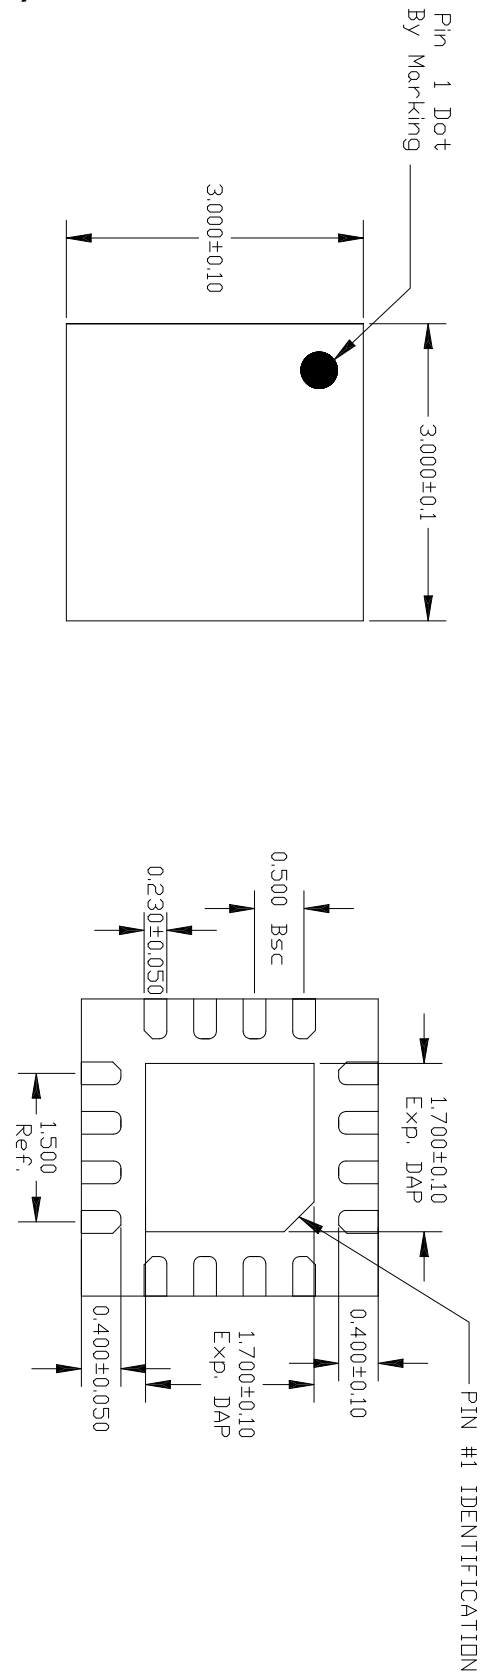 Pin 1 Dot
By Marking
3.000±0.10
3.000±0.1
0.500 Bsc
0.230±0.050
1.700±0.10
Exp. DAP
1.500
Ref.
PIN #1 IDENTIFICATION
0.400±0.10
1.700±0.10
Exp. DAP
0.400±0.050